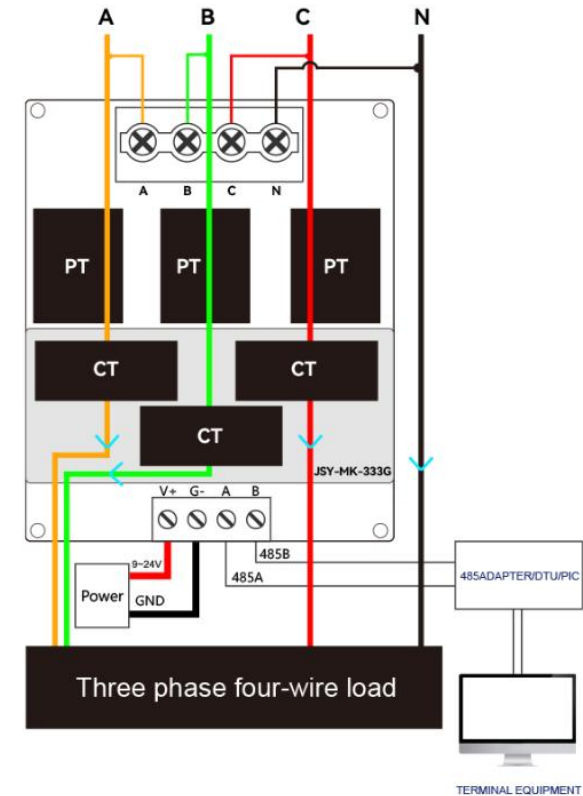 A B C N
A B C N
PT PT PT
CT CT
CT
JSY-MK-333G
V+ G- A B
9~24V
485B
485A
Power
GND
485ADAPTER/DTU/PIC
Three phase four-wire load
TERMINAL EQUIPMENT